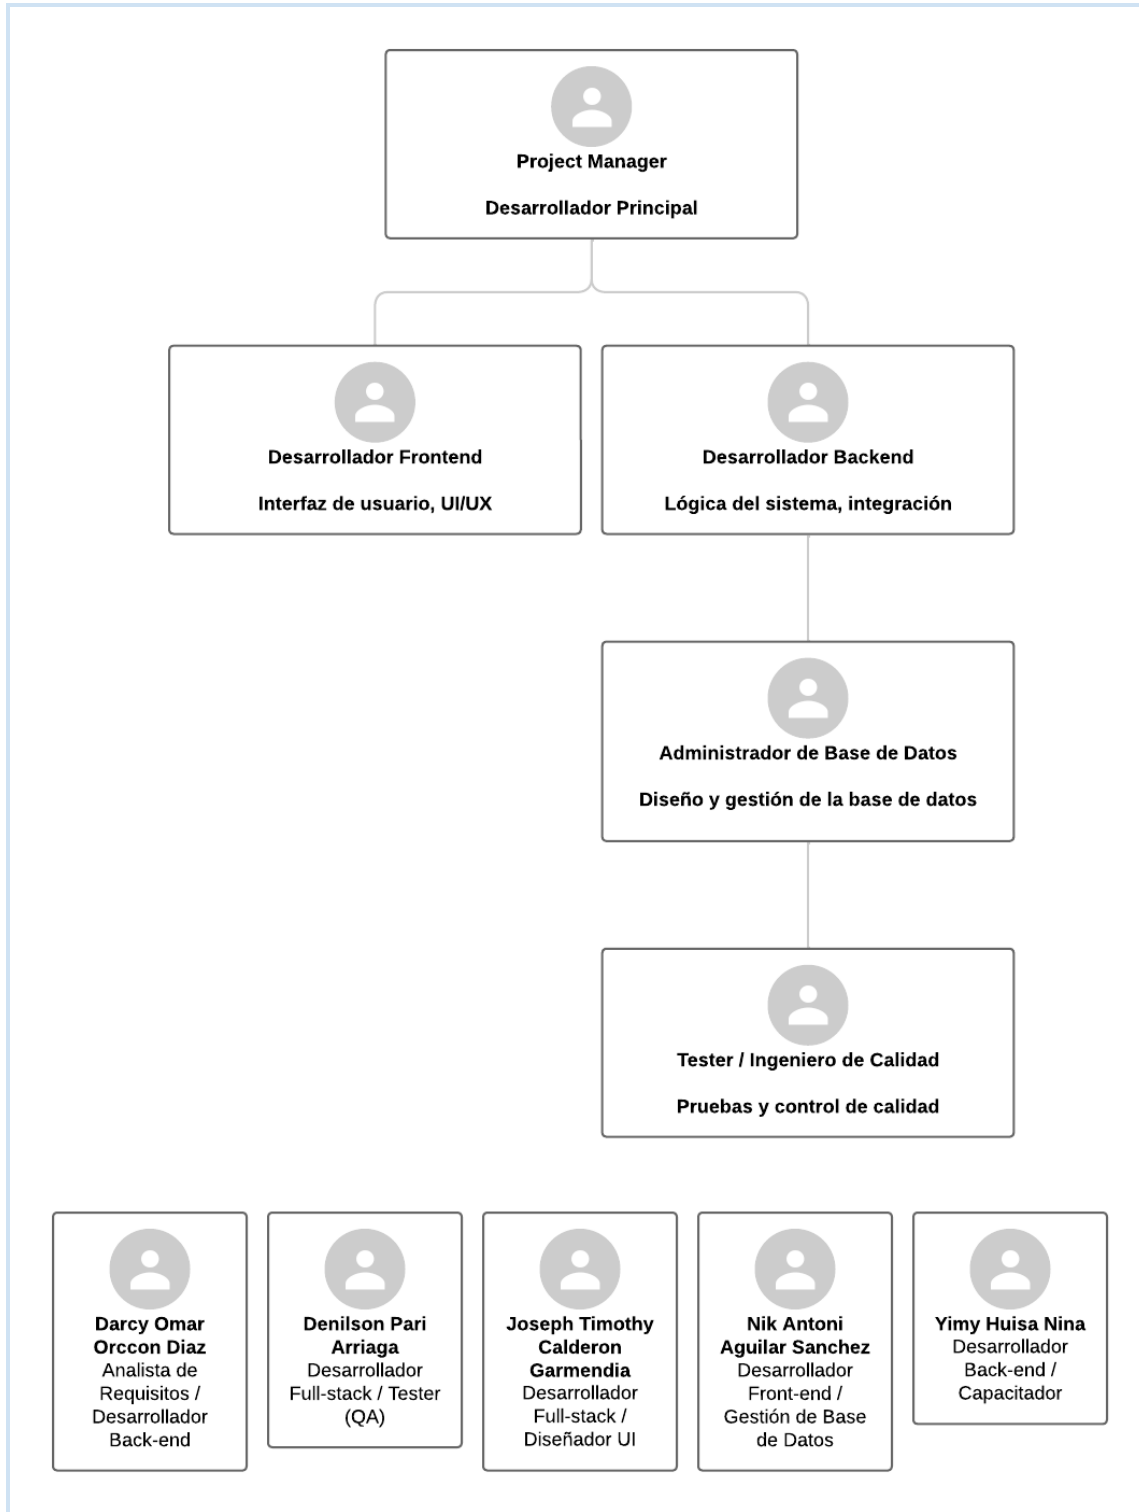 Project Manager
Desarrollador Principal
Desarrollador Frontend
Interfaz de usuario, UI/UX
Desarrollador Backend
Lógica del sistema, integración
Administrador de Base de Datos
Diseño y gestión de la base de datos
Tester / Ingeniero de Calidad
Pruebas y control de calidad
Darcy Omar
Orccon Diaz
Analista de
Requisitos /
Desarrollador
Back-end
Denilson Pari
Arriaga
Desarrollador
Full-stack / Tester
(QA)
Joseph Timothy
Calderon
Garmendia
Desarrollador
Full-stack /
Diseñador UI
Nik Antoni
Aguilar Sanchez
Desarrollador
Front-end /
Gestión de Base
de Datos
Yimy Huisa Nina
Desarrollador
Back-end /
Capacitador